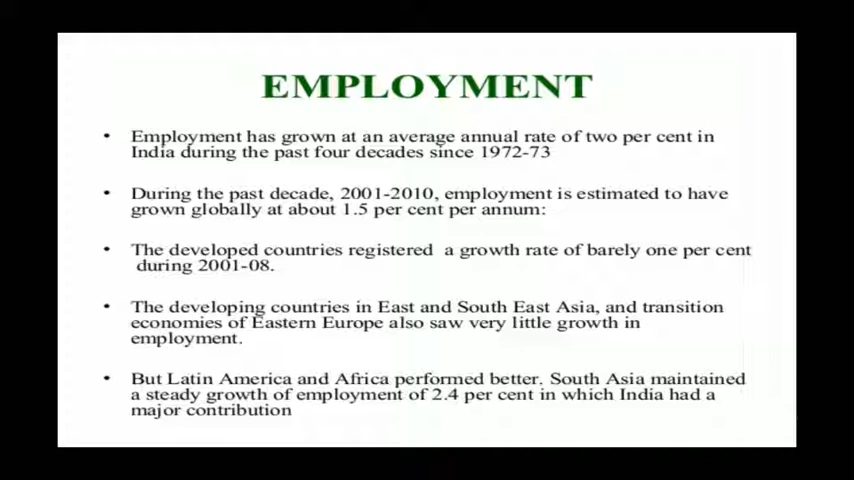 EMPLOYMENT
• Employment has grown at an average annual rate of two per cent in
India during the past four decades since 1972-73
• During the past decade, 2001-2010, employment is estimated to have
grown globally at about 1.5 per cent per annum:
• The developed countries registered a growth rate of barely one per cent
during 2001-08.
• The developing countries in East and South East Asia, and transition
economies of Eastern Europe also saw very little growth in
employment.
• But Latin America and Africa performed better. South Asia maintained
a steady growth of employment of 2.4 per cent in which India had a
major contribution